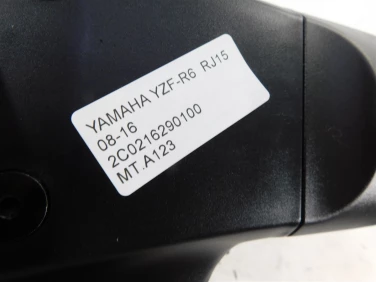 YAMAHA YZF-R6 RJ15
08-16
2C0216290100
MT.A123